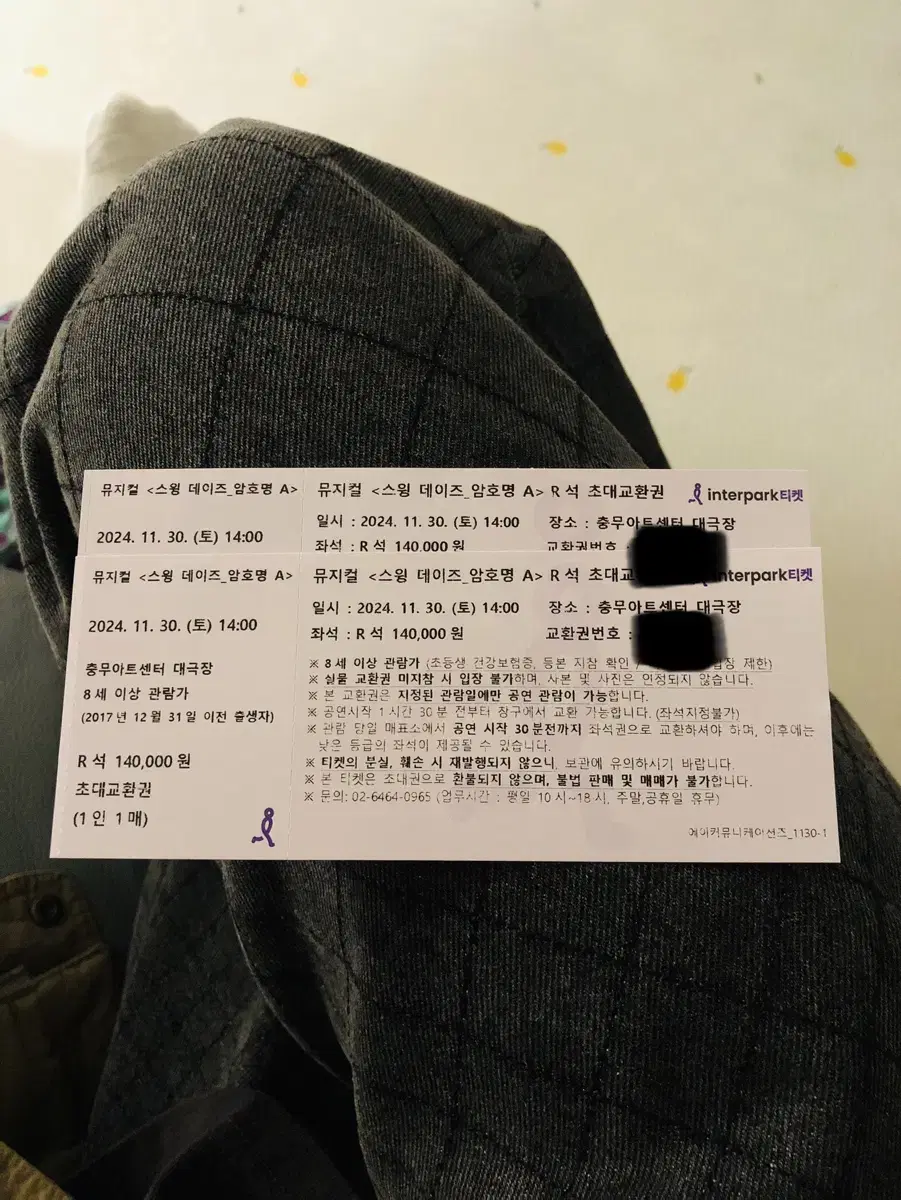 뮤지컬 <스윙 데이즈_암호명 A>
2024. 11. 30. (토) 14:00
뮤지컬 <스윙 데이즈_암호명 A> R 석 초대교환권
interpark티켓
일시 : 2024. 11. 30. (토) 14:00 장소 : 충무아트센터 대극장
좌석 : R 석 140,000 원 교환권번호
뮤지컬 <스윙 데이즈_암호명 A>
2024. 11. 30. (토) 14:00
충무아트센터 대극장
8 세 이상 관람가
(2017 년 12 월 31 일 이전 출생자)
R 석 140,000 원
초대교환권
(1 인 1 매)
뮤지컬 <스윙 데이즈_암호명 A> R 석 초대교
interpark티켓
일시 : 2024. 11. 30. (토) 14:00 장소 : 충무아트센터 대극장
좌석 : R 석 140,000 원 교환권번호 :
※ 8 세 이상 관람가 (초등생 건강보험증, 등본 지참 확인 / 제한)
※ 실물 교환권 미지참 시 입장 불가하며, 사본 및 사진은 인정되지 않습니다.
※ 본 교환권은 지정된 관람일에만 공연 관람이 가능합니다.
※ 공연시작 1 시간 30 분 전부터 창구에서 교환 가능합니다. (좌석지정불가)
※ 관람 당일 매표소에서 공연 시작 30 분전까지 좌석권으로 교환하셔야 하며, 이후에는
낮은 등급의 좌석이 제공될 수 있습니다.
※ 티켓의 분실, 훼손 시 재발행되지 않으니, 보관에 유의하시기 바랍니다.
※ 본 티켓은 초대권으로 환불되지 않으며, 불법 판매 및 매매가 불가합니다.
※ 문의: 02-6464-0965 (업무시간 : 평일 10 시~18 시, 주말,공휴일 휴무)
에이커뮤니케이션즈_1130-1